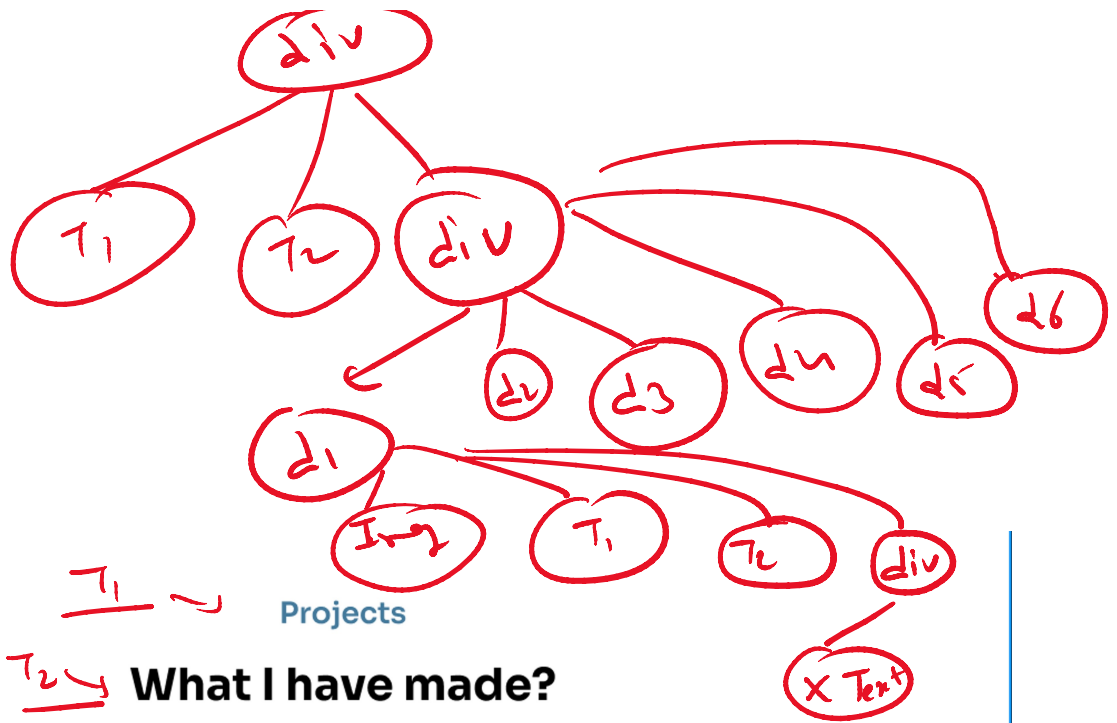 div
T1 T2 div
d6
d2 d3 d4 d5
d1
Img T1 T2 div
T1 Projects
x Text
T2 What I have made?